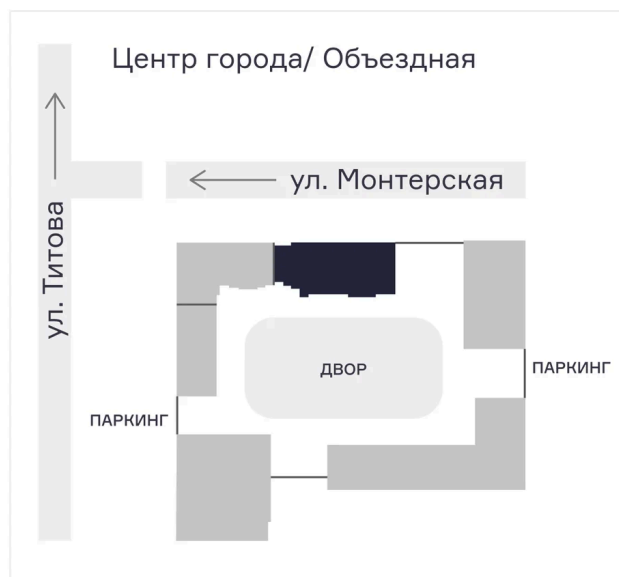 Центр города/ Объездная
ул. Монтерская
ул. Титова
ДВОР
ПАРКИНГ
ПАРКИНГ